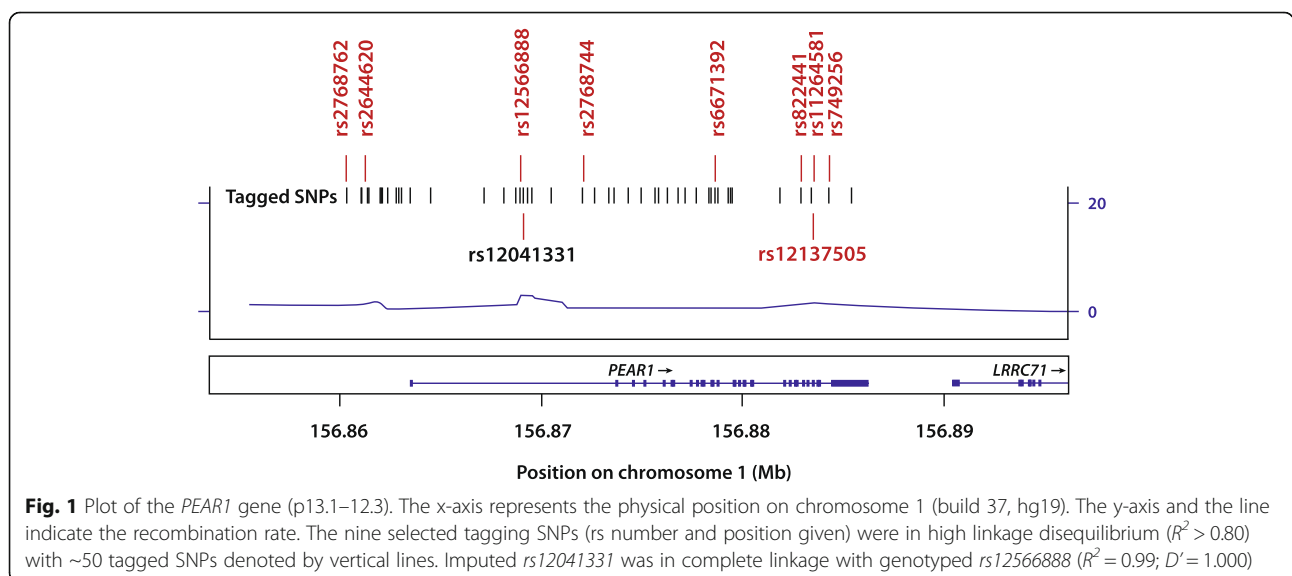 rs2768762
rs2644620
rs12566888
rs2768744
rs6671392
rs822441
rs11264581
rs749256
Tagged SNPs
20
rs12041331
rs12137505
0
PEAR1 →
LRRC71 →
156.86
156.87
156.88
156.89
Position on chromosome 1 (Mb)
Fig. 1 Plot of the PEAR1 gene (p13.1–12.3). The x-axis represents the physical position on chromosome 1 (build 37, hg19). The y-axis and the line
indicate the recombination rate. The nine selected tagging SNPs (rs number and position given) were in high linkage disequilibrium (R² > 0.80)
with ~50 tagged SNPs denoted by vertical lines. Imputed rs12041331 was in complete linkage with genotyped rs12566888 (R² = 0.99; D′ = 1.000)